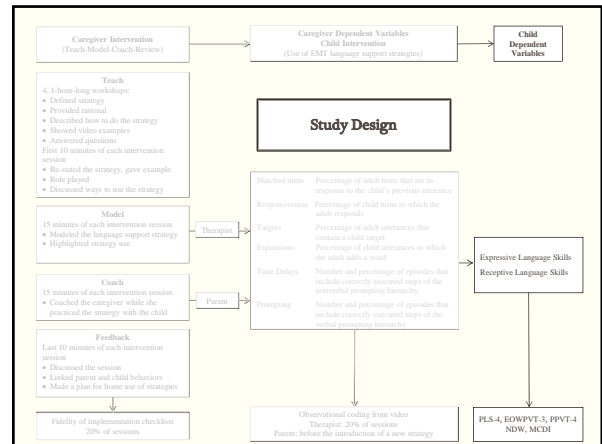 Caregiver Intervention
(Teach-Model-Coach-Review)
Caregiver Dependent Variables
Child Intervention
(Use of EMT language support strategies)
Child
Dependent
Variables
Teach
4, 1-hour-long workshops:
• Defined strategy
• Provided rational
• Described how to do the strategy
• Showed video examples
• Answered questions
First 10 minutes of each intervention
session
• Re-stated the strategy, gave example
• Role played
• Discussed ways to use the strategy
Study Design
Model
15 minutes of each intervention session
• Modeled the language support strategy
• Highlighted strategy use
Therapist
Coach
15 minutes of each intervention session
• Coached the caregiver while she
practiced the strategy with the child
Parent
Feedback
Last 10 minutes of each intervention
session
• Discussed the session
• Linked parent and child behaviors
• Made a plan for home use of strategies
Fidelity of implementation checklists
20% of sessions
Matched turns Percentage of adult turns that are in
response to the child's previous utterance
Responsiveness Percentage of child turns to which the
adult responds
Targets Percentage of adult utterances that
contain a child target
Expansions Percentage of child utterances to which
the adult adds a word
Time Delays Number and percentage of episodes that
include correctly executed steps of the
nonverbal prompting hierarchy
Prompting Number and percentage of episodes that
include correctly executed steps of the
verbal prompting hierarchy
Observational coding from video
Therapist: 20% of sessions
Parent: before the introduction of a new strategy
Expressive Language Skills
Receptive Language Skills
PLS-4, EOWPVT-3, PPVT-4
NDW, MCDI